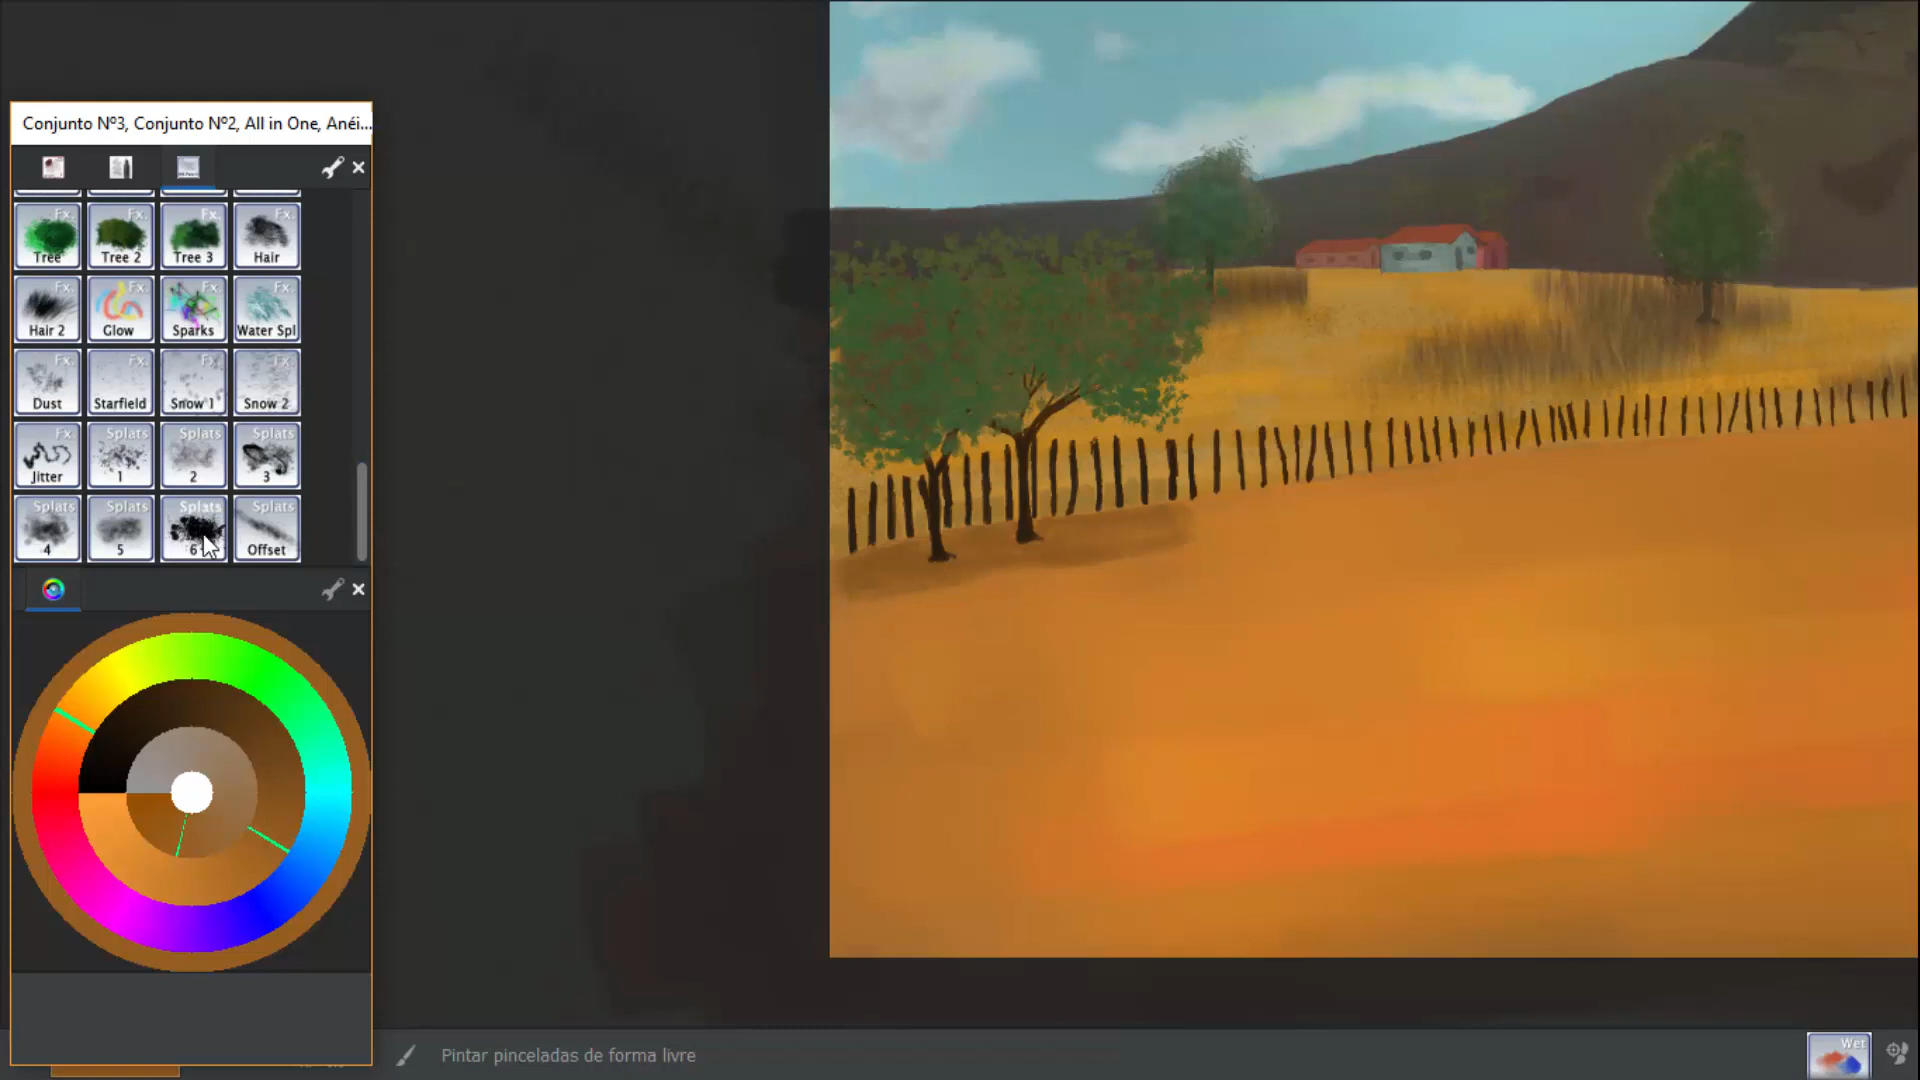 Conjunto Nº3, Conjunto Nº2, All in One, Anéi...
Fx. Fx. Fx. Fx.
Tree Tree 2 Tree 3 Hair
Fx. Fx. Fx. Fx.
Hair 2 Glow Sparks Water Spl
Fx. Fx. Fx. Fx.
Dust Starfield Snow 1 Snow 2
Fx Splats Splats Splats
Jitter 1 2 3
Splats Splats Splats Splats
4 5 6 Offset
Pintar pinceladas de forma livre
Wet